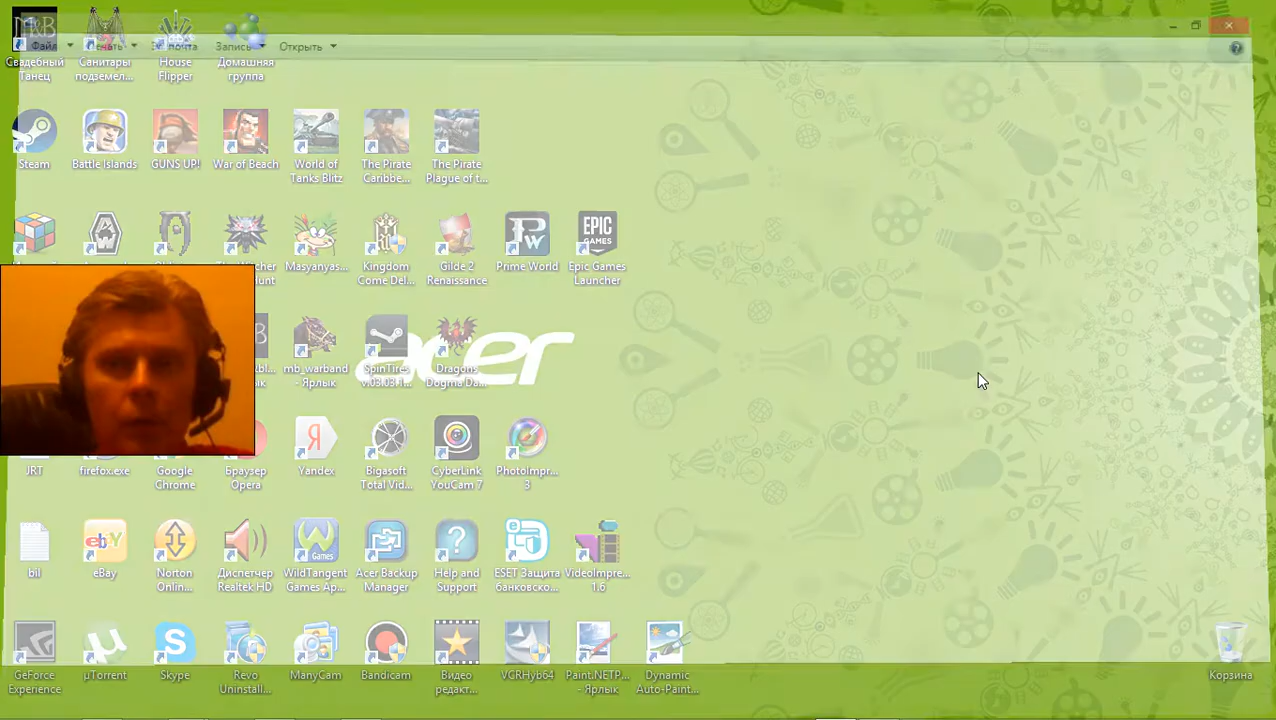 M&B
Файл Печать Эл. почта Запись Открыть
Свадебный Танец
Санитары подземел...
House Flipper
Домашняя группа
Steam
Battle Islands
GUNS UP!
War of Beach
World of Tanks Blitz
The Pirate Caribbe...
The Pirate Plague of t...
Hunt
Masyanyas...
Kingdom Come Del...
Gilde 2 Renaissance
Prime World
EPIC GAMES
Epic Games Launcher
mb_warband - Ярлык
SpinTires
Dragons Dogma Da...
acer
JRT
firefox.exe
Google Chrome
Браузер Opera
Yandex
Bigasoft Total Vid...
CyberLink YouCam 7
PhotoImpr... 3
bil
eBay
Norton Onlin...
Диспетчер Realtek HD
WildTangent Games Ap...
Acer Backup Manager
Help and Support
ESET Защита банковско...
VideoImpre... 1.6
GeForce Experience
µTorrent
Skype
Revo Uninstall...
ManyCam
Bandicam
Видео редакт...
VCRHyb64
Paint.NETP... - Ярлык
Dynamic Auto-Paint...
Корзина